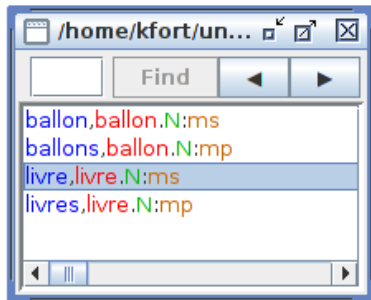 /home/kfort/un...
Find
ballon,ballon.N:ms
ballons,ballon.N:mp
livre,livre.N:ms
livres,livre.N:mp